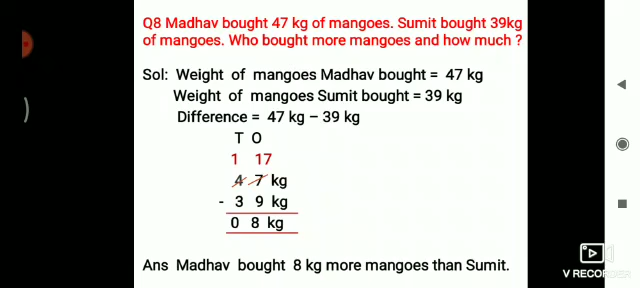 Q8 Madhav bought 47 kg of mangoes. Sumit bought 39kg
of mangoes. Who bought more mangoes and how much ?
Sol: Weight of mangoes Madhav bought = 47 kg
Weight of mangoes Sumit bought = 39 kg
Difference = 47 kg – 39 kg
T O
1 17
4 7 kg
- 3 9 kg
0 8 kg
Ans Madhav bought 8 kg more mangoes than Sumit.
V RECORDER